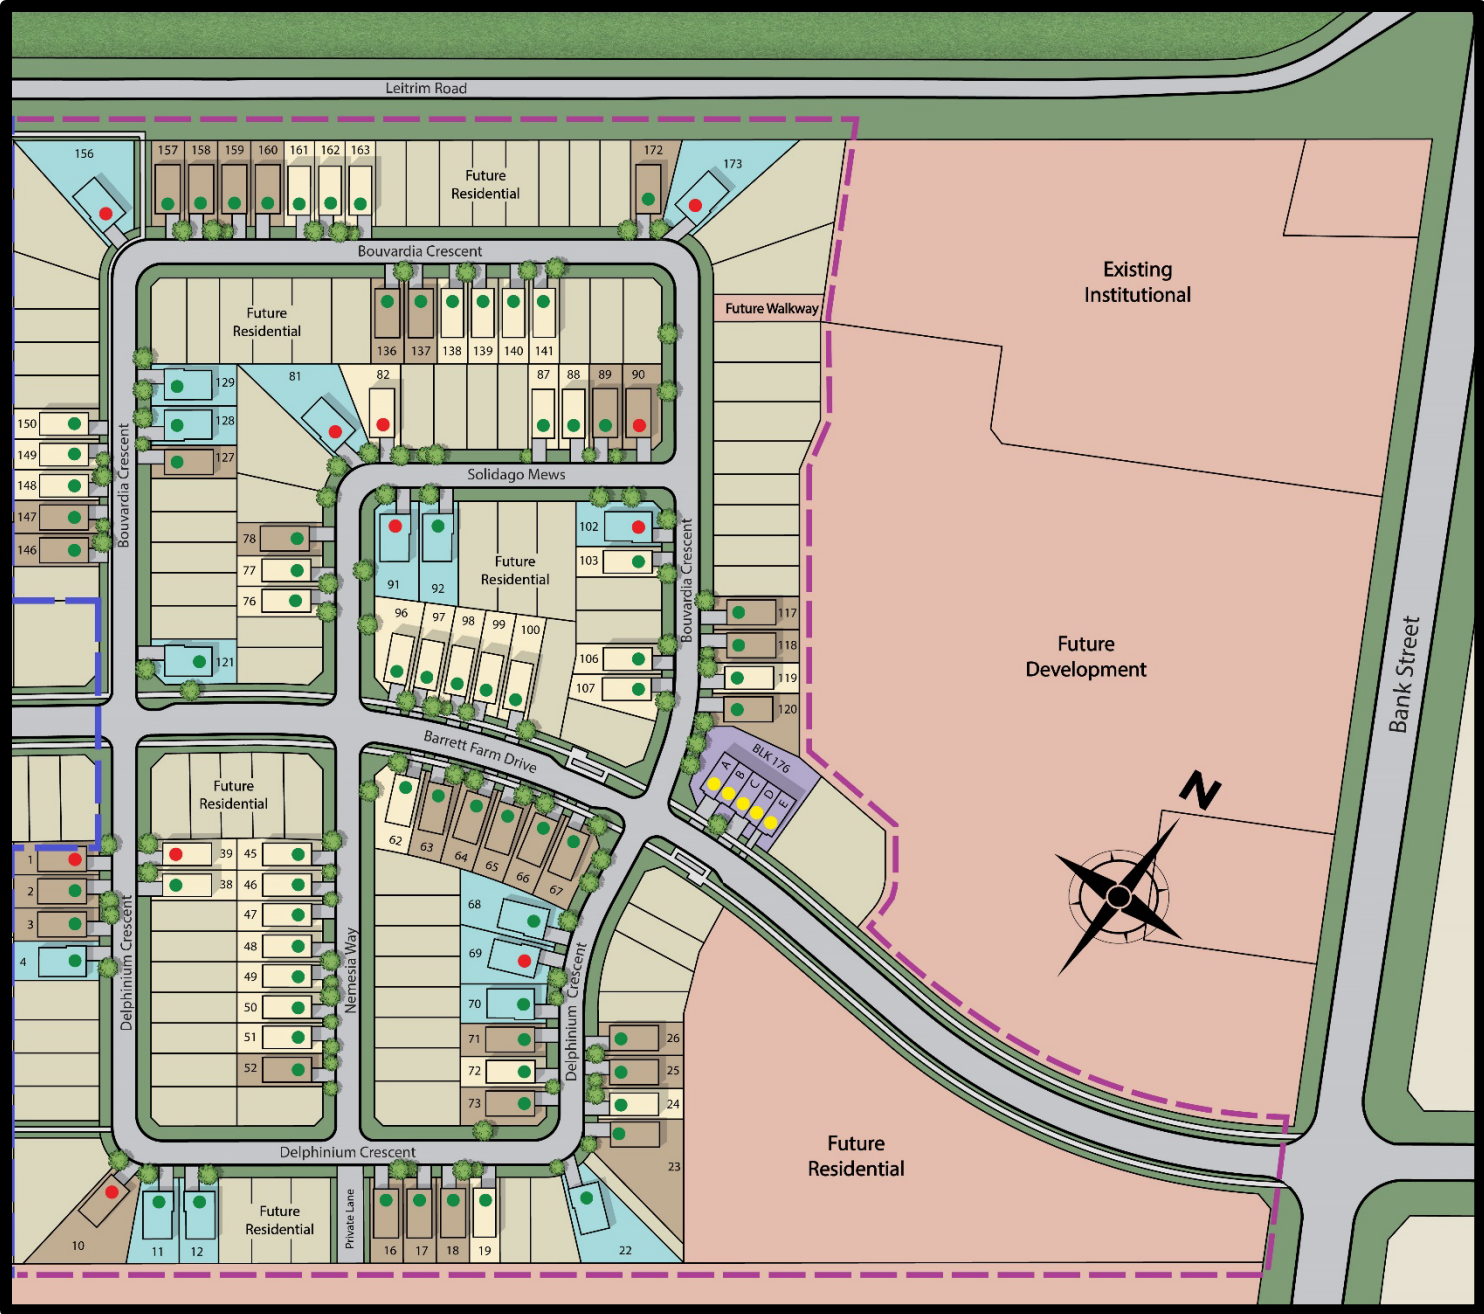 Leitrim Road
156
157
158
159
160
161
162
163
Future
Residential
172
173
Bouvardia Crescent
Existing
Institutional
Future Walkway
Future
Residential
136
137
138
139
140
141
129
128
127
81
82
87
88
89
90
150
149
148
147
146
Bouvardia Crescent
Solidago Mews
78
77
76
91
92
Future
Residential
102
103
Bouvardia Crescent
96
97
98
99
100
106
107
117
118
119
120
121
Future
Development
Bank Street
Barrett Farm Drive
BLK 176
A
B
C
D
E
N
Future
Residential
62
63
64
65
66
67
1
2
3
4
39
38
45
46
47
48
49
50
51
52
Delphinium Crescent
Nemesia Way
68
69
70
71
72
73
Delphinium Crescent
26
25
24
23
Delphinium Crescent
Future
Residential
10
11
12
Future
Residential
Private Lane
16
17
18
19
22